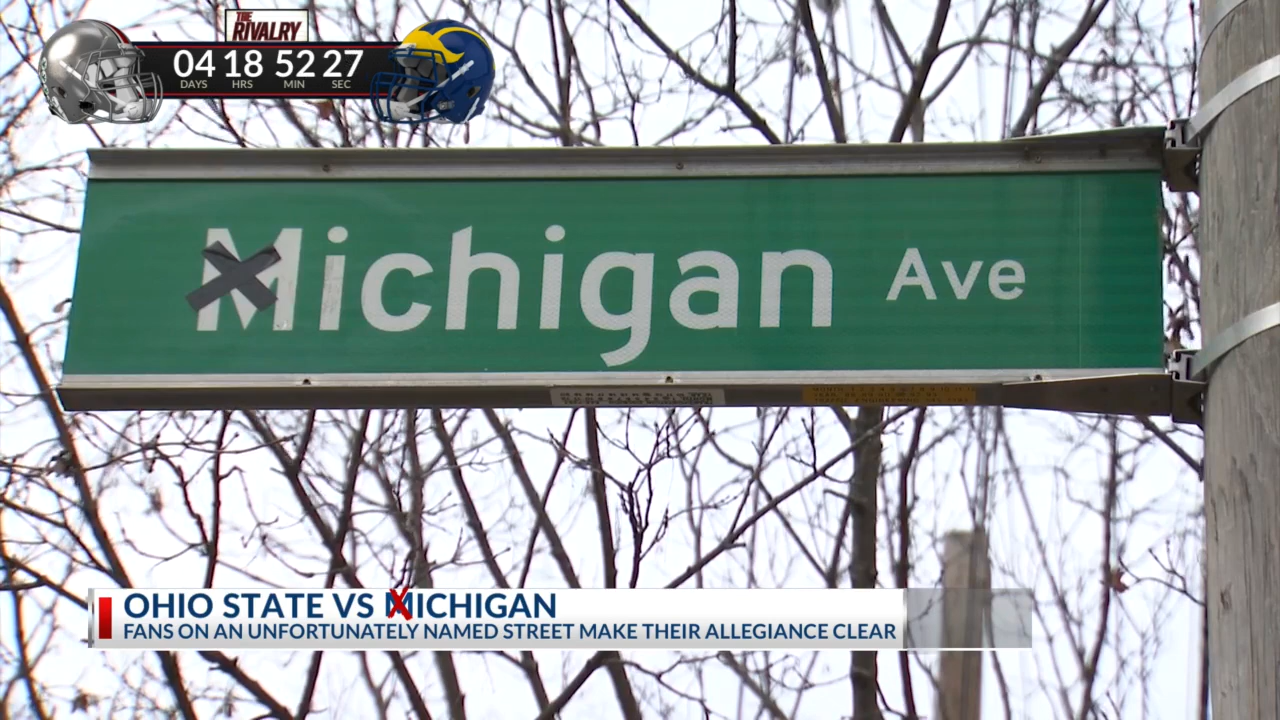 THE
RIVALRY
04 18 52 27
DAYS HRS MIN SEC
Michigan Ave
OHIO STATE VS MICHIGAN
FANS ON AN UNFORTUNATELY NAMED STREET MAKE THEIR ALLEGIANCE CLEAR